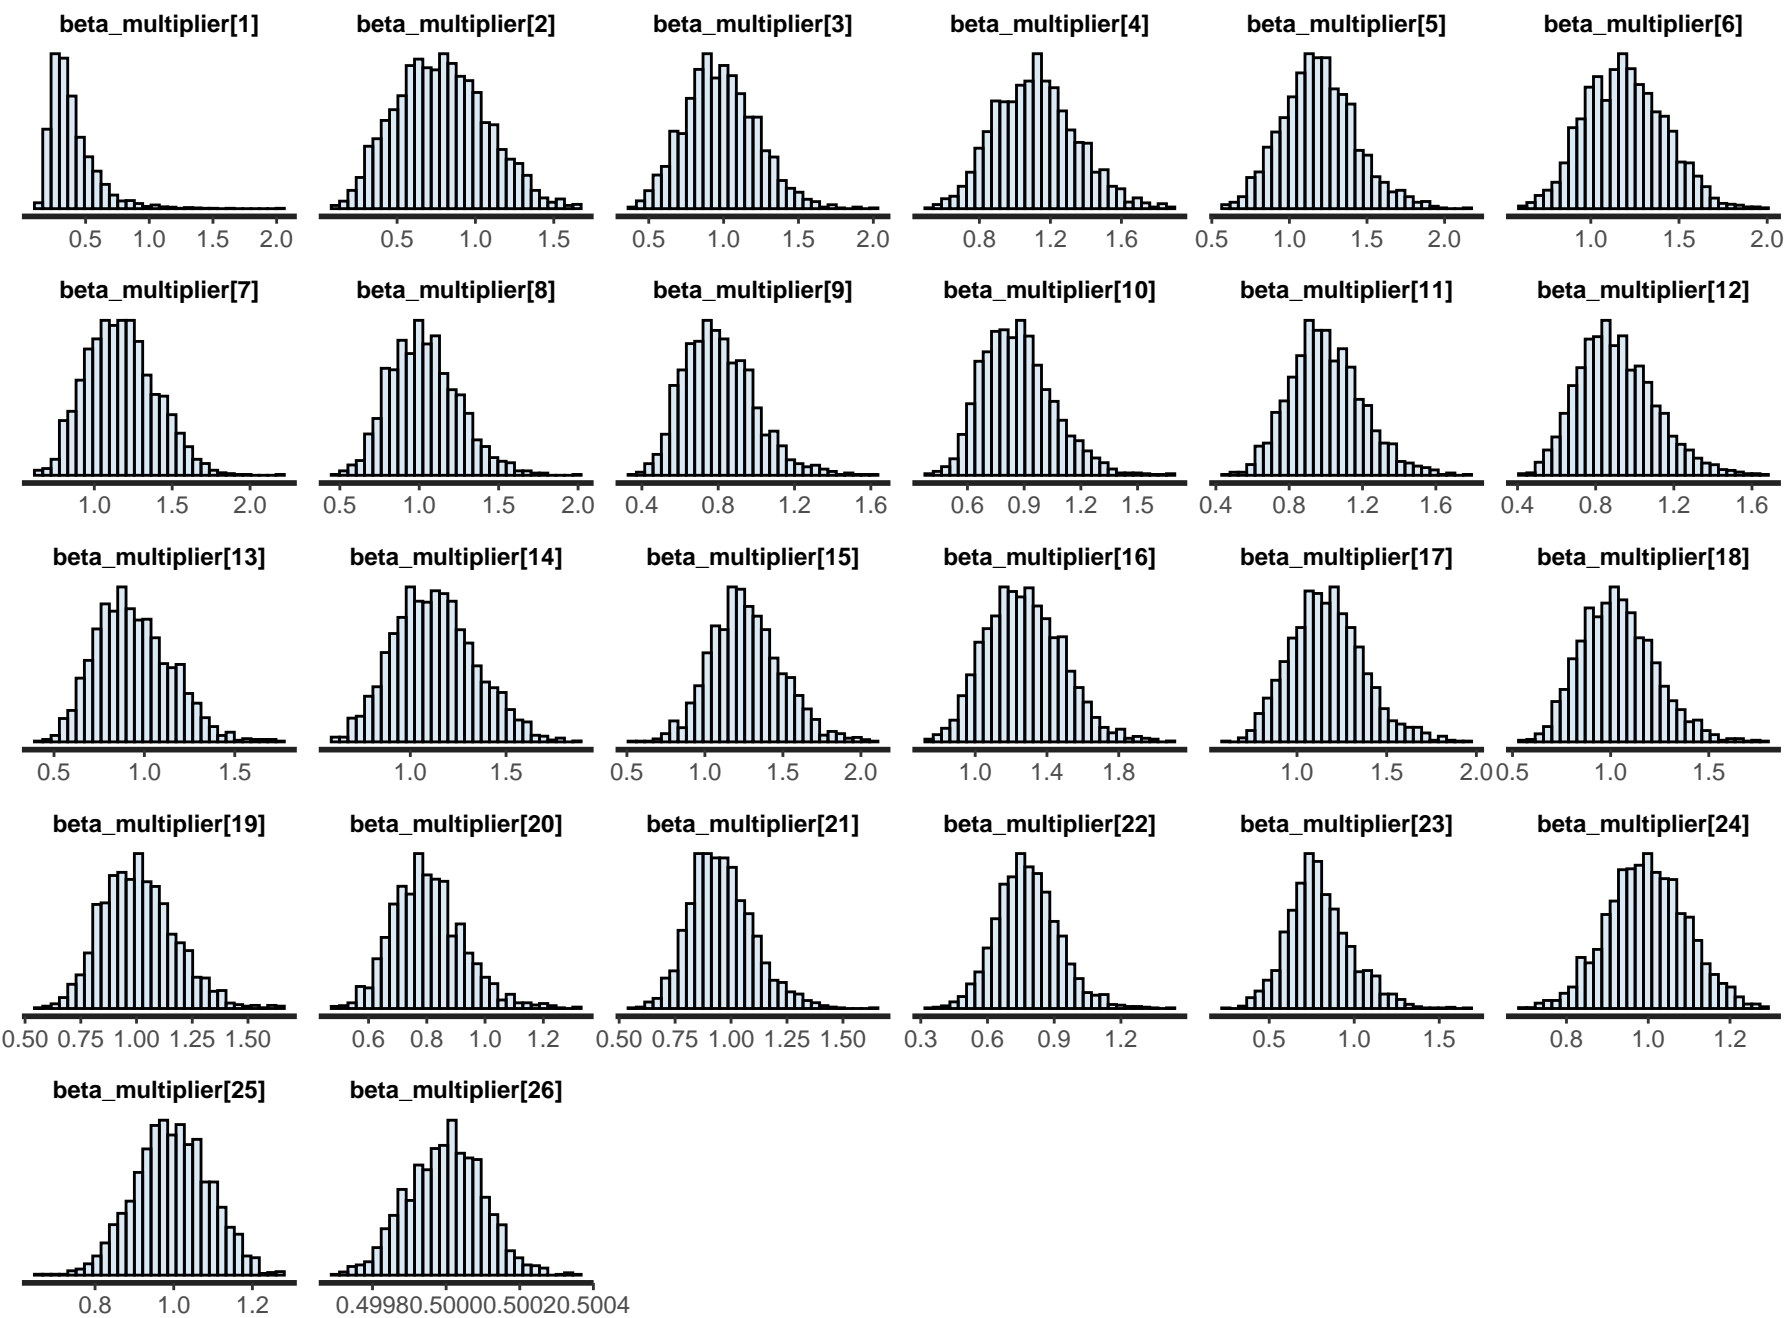 beta_multiplier[1] beta_multiplier[2] beta_multiplier[3] beta_multiplier[4] beta_multiplier[5] beta_multiplier[6]
0.5 1.0 1.5 2.0 0.5 1.0 1.5 0.5 1.0 1.5 2.0 0.8 1.2 1.6 0.5 1.0 1.5 2.0 1.0 1.5 2.0
beta_multiplier[7] beta_multiplier[8] beta_multiplier[9] beta_multiplier[10] beta_multiplier[11] beta_multiplier[12]
1.0 1.5 2.0 0.5 1.0 1.5 2.0 0.4 0.8 1.2 1.6 0.6 0.9 1.2 1.5 0.4 0.8 1.2 1.6 0.4 0.8 1.2 1.6
beta_multiplier[13] beta_multiplier[14] beta_multiplier[15] beta_multiplier[16] beta_multiplier[17] beta_multiplier[18]
0.5 1.0 1.5 1.0 1.5 0.5 1.0 1.5 2.0 1.0 1.4 1.8 1.0 1.5 2.0 0.5 1.0 1.5
beta_multiplier[19] beta_multiplier[20] beta_multiplier[21] beta_multiplier[22] beta_multiplier[23] beta_multiplier[24]
0.50 0.75 1.00 1.25 1.50 0.6 0.8 1.0 1.2 0.50 0.75 1.00 1.25 1.50 0.3 0.6 0.9 1.2 0.5 1.0 1.5 0.8 1.0 1.2
beta_multiplier[25] beta_multiplier[26]
0.8 1.0 1.2 0.4998 0.5000 0.5002 0.5004